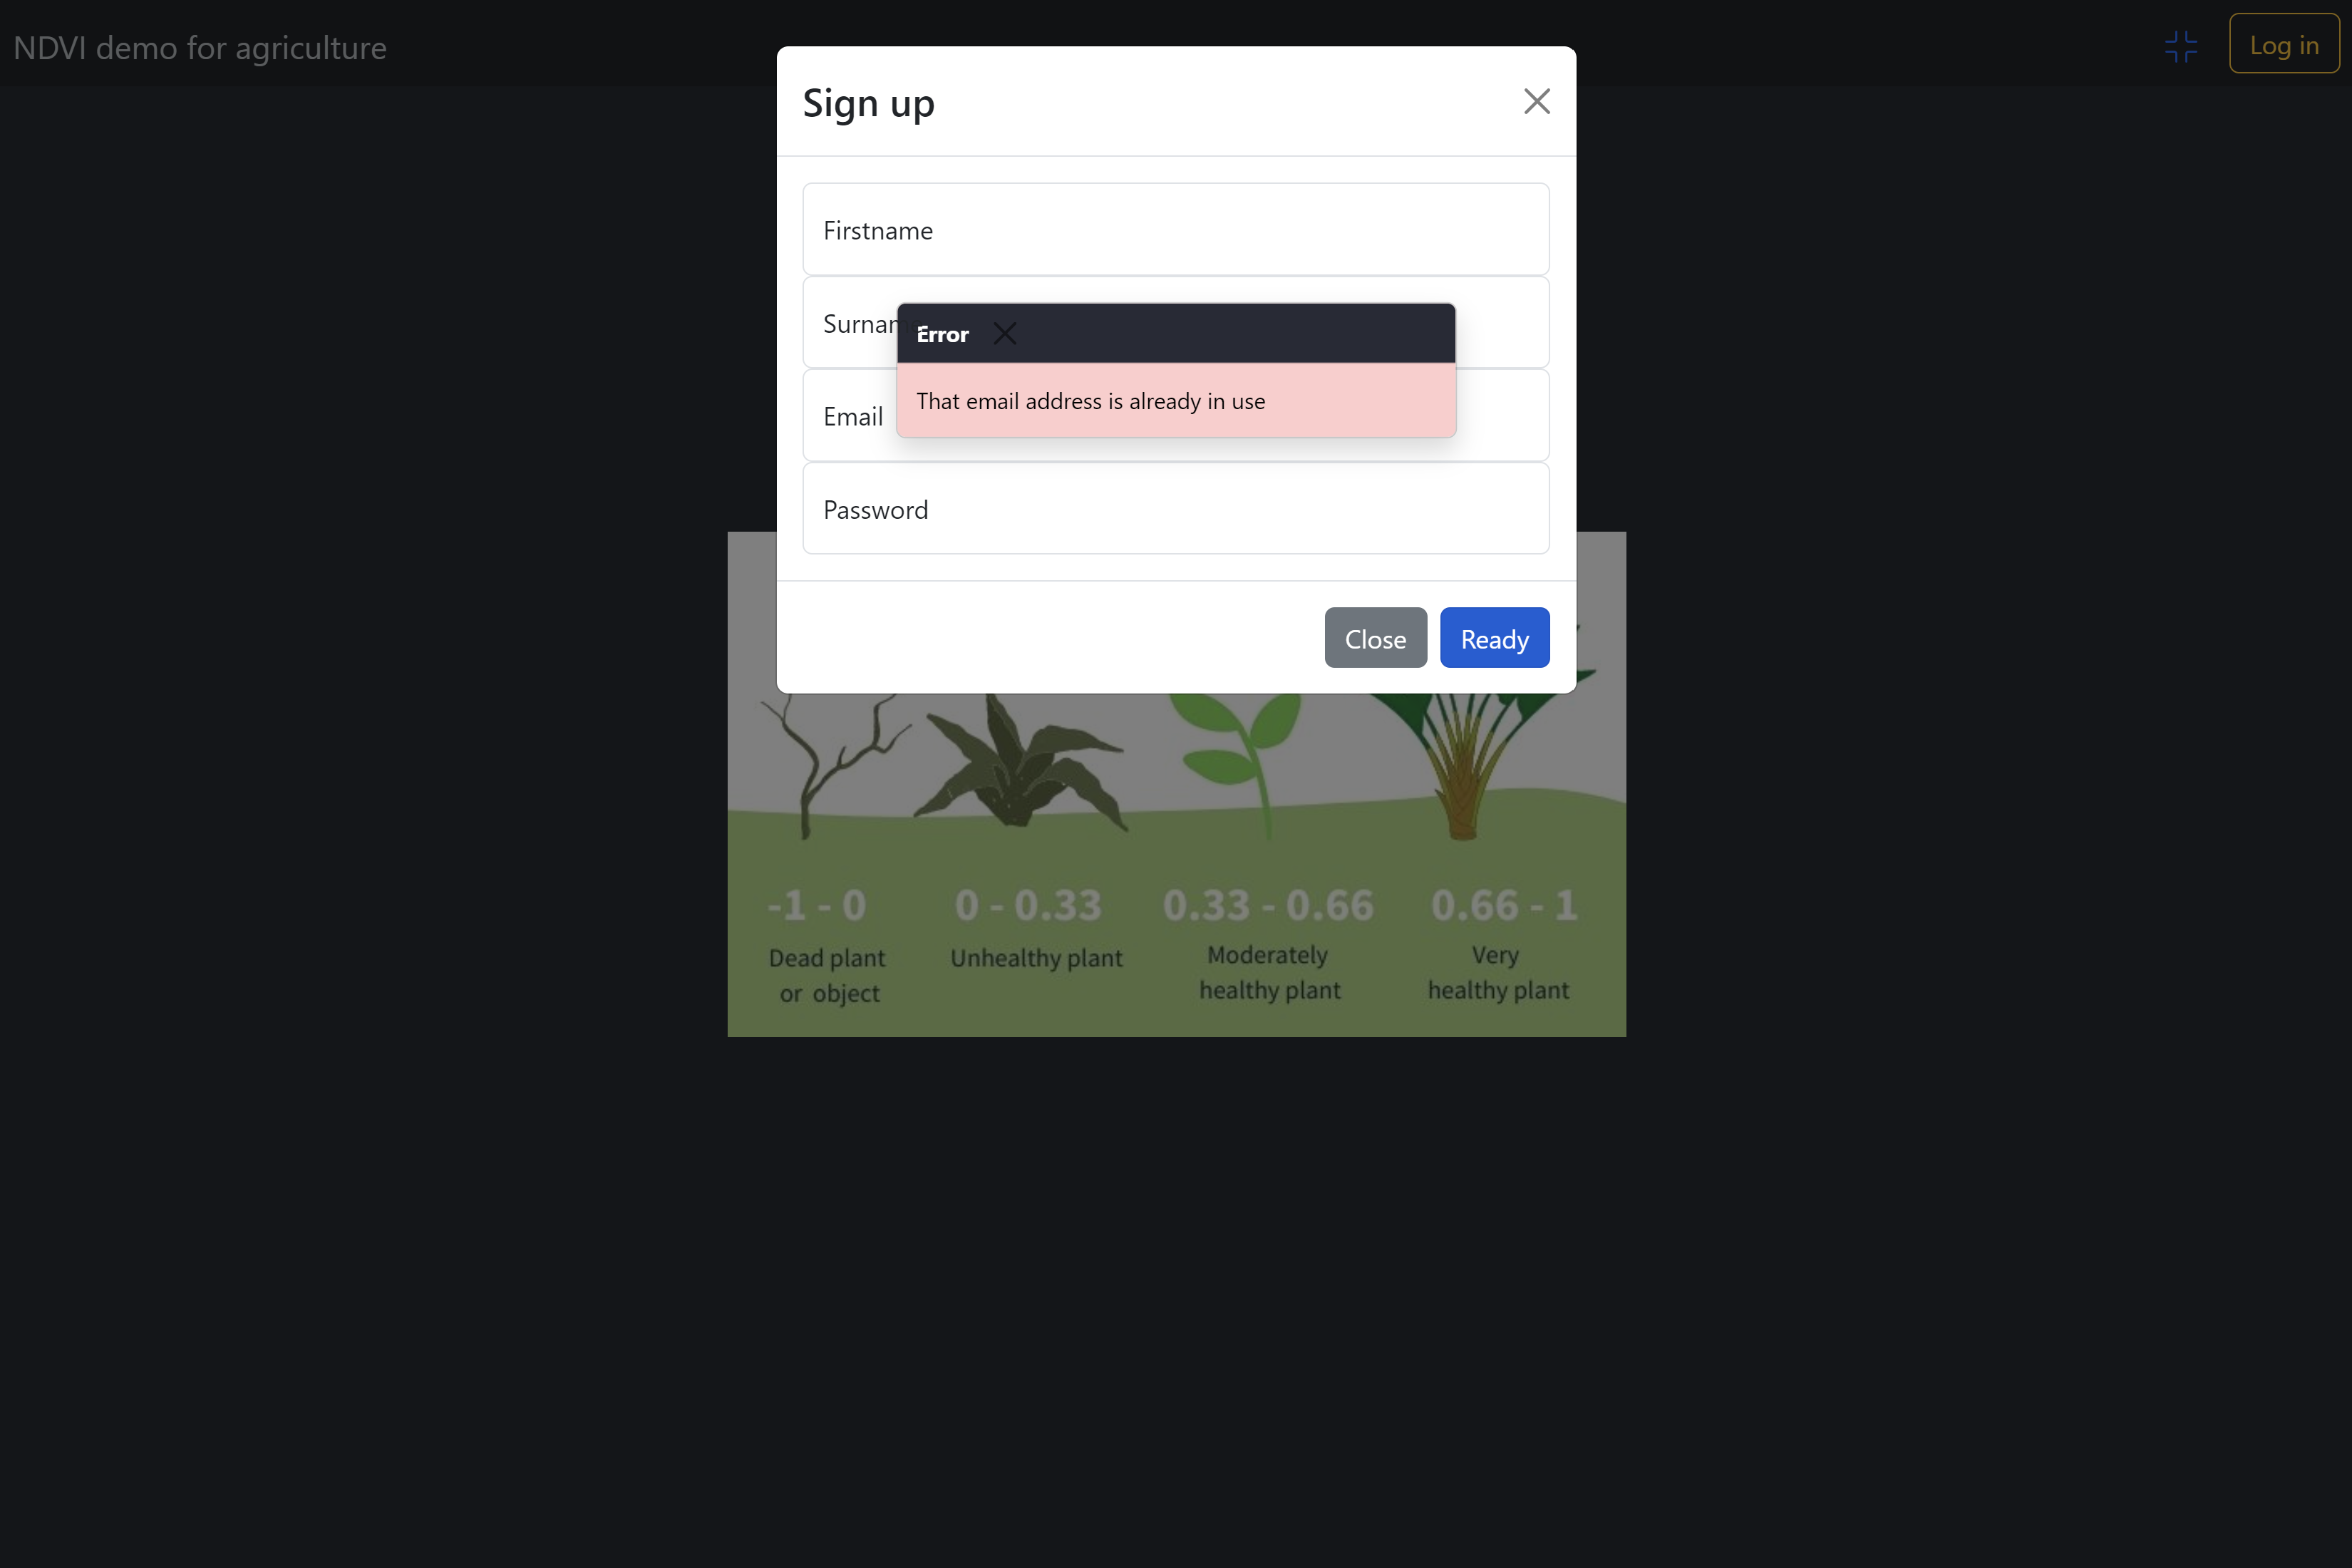 NDVI demo for agriculture
Log in
Sign up
Firstname
Surnam
Error
That email address is already in use
Email
Password
Close
Ready
-1 - 0
0 - 0.33
0.33 - 0.66
0.66 - 1
Dead plant
or object
Unhealthy plant
Moderately
healthy plant
Very
healthy plant